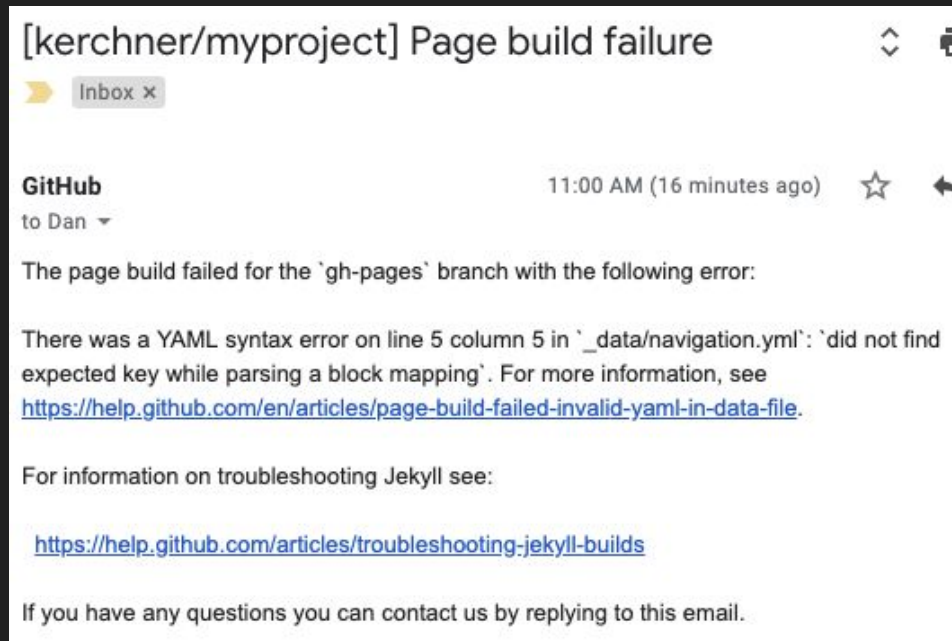 [kerchner/myproject] Page build failure
Inbox ×
GitHub
11:00 AM (16 minutes ago)
to Dan
The page build failed for the `gh-pages` branch with the following error:
There was a YAML syntax error on line 5 column 5 in `_data/navigation.yml`: `did not find
expected key while parsing a block mapping`. For more information, see
https://help.github.com/en/articles/page-build-failed-invalid-yaml-in-data-file.
For information on troubleshooting Jekyll see:
https://help.github.com/articles/troubleshooting-jekyll-builds
If you have any questions you can contact us by replying to this email.